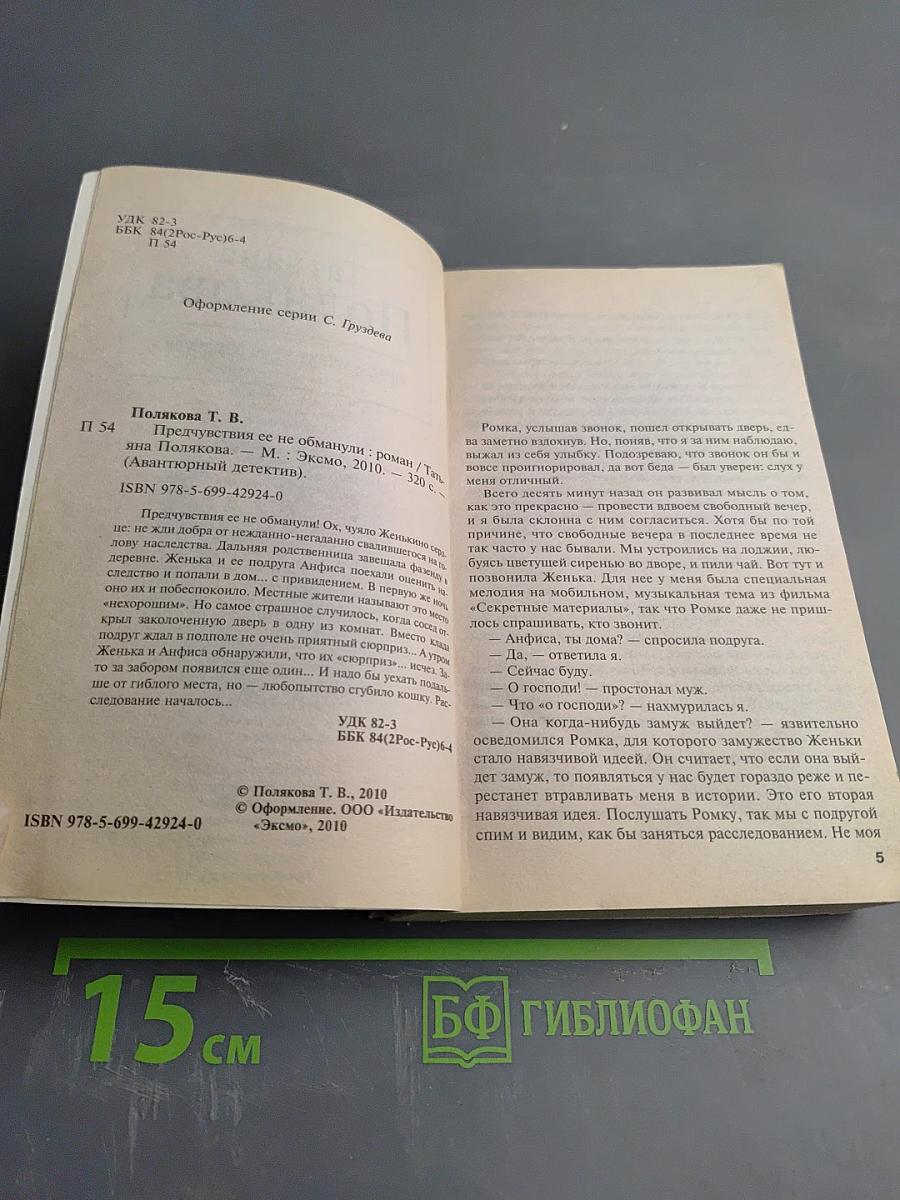 УДК 82-3
ББК 84(2Рос-Рус)6-4
П 54
Оформление серии С. Груздева
Полякова Т. В.
П 54 Предчувствия ее не обманули : роман / Тать-
яна Полякова. — М. : Эксмо, 2010. — 320 с. —
(Авантюрный детектив).
ISBN 978-5-699-42924-0
Предчувствия ее не обманули! Ох, чуяло Женькино серд-
це: не жди добра от нежданно-негаданно свалившегося на го-
лову наследства. Дальняя родственница завещала фазенду в
деревне. Женька и ее подруга Анфиса поехали оценить на-
следство и попали в дом... с привидением. В первую же ночь
оно их и побеспокоило. Местные жители называют это место
«нехорошим». Но самое страшное случилось, когда сосед от-
крыл заколоченную дверь в одну из комнат. Вместо клада
подруг ждал в подполе не очень приятный сюрприз... А утром
Женька и Анфиса обнаружили, что их «сюрприз»... исчез. За-
то за забором появился еще один... И надо бы уехать подаль-
ше от гиблого места, но — любопытство сгубило кошку. Рас-
следование началось...
УДК 82-3
ББК 84(2Рос-Рус)6-4
© Полякова Т. В., 2010
© Оформление. ООО «Издательство
«Эксмо», 2010
ISBN 978-5-699-42924-0
Ромка, услышав звонок, пошел открывать дверь, ед-
ва заметно вздохнув. Но, поняв, что я за ним наблюдаю,
выжал из себя улыбку. Подозреваю, что звонок он бы и
вовсе проигнорировал, да вот беда — был уверен: слух у
меня отличный.
Всего десять минут назад он развивал мысль о том,
как это прекрасно — провести вдвоем свободный вечер,
и я была склонна с ним согласиться. Хотя бы по той
причине, что свободные вечера в последнее время не
так часто у нас бывали. Мы устроились на лоджии, лю-
буясь цветущей сиренью во дворе, и пили чай. Вот тут и
позвонила Женька. Для нее у меня была специальная
мелодия на мобильном, музыкальная тема из фильма
«Секретные материалы», так что Ромке даже не приш-
лось спрашивать, кто звонит.
— Анфиса, ты дома? — спросила подруга.
— Да, — ответила я.
— Сейчас буду.
— О господи! — простонал муж.
— Что «о господи»? — нахмурилась я.
— Она когда-нибудь замуж выйдет? — язвительно
осведомился Ромка, для которого замужество Женьки
стало навязчивой идеей. Он считает, что если она вый-
дет замуж, то появляться у нас будет гораздо реже и пе-
рестанет втравливать меня в истории. Это его вторая
навязчивая идея. Послушать Ромку, так мы с подругой
спим и видим, как бы заняться расследованием. Не моя
5
15 см
БФ ГИБЛИОФАН